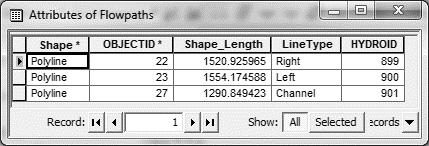 Attributes of Flowpaths
Shape * OBJECTID * Shape_Length LineType HYDROID
Polyline 22 1520.925965 Right 899
Polyline 23 1554.174588 Left 900
Polyline 27 1290.849423 Channel 901
Record: 1 Show: All Selected ecords